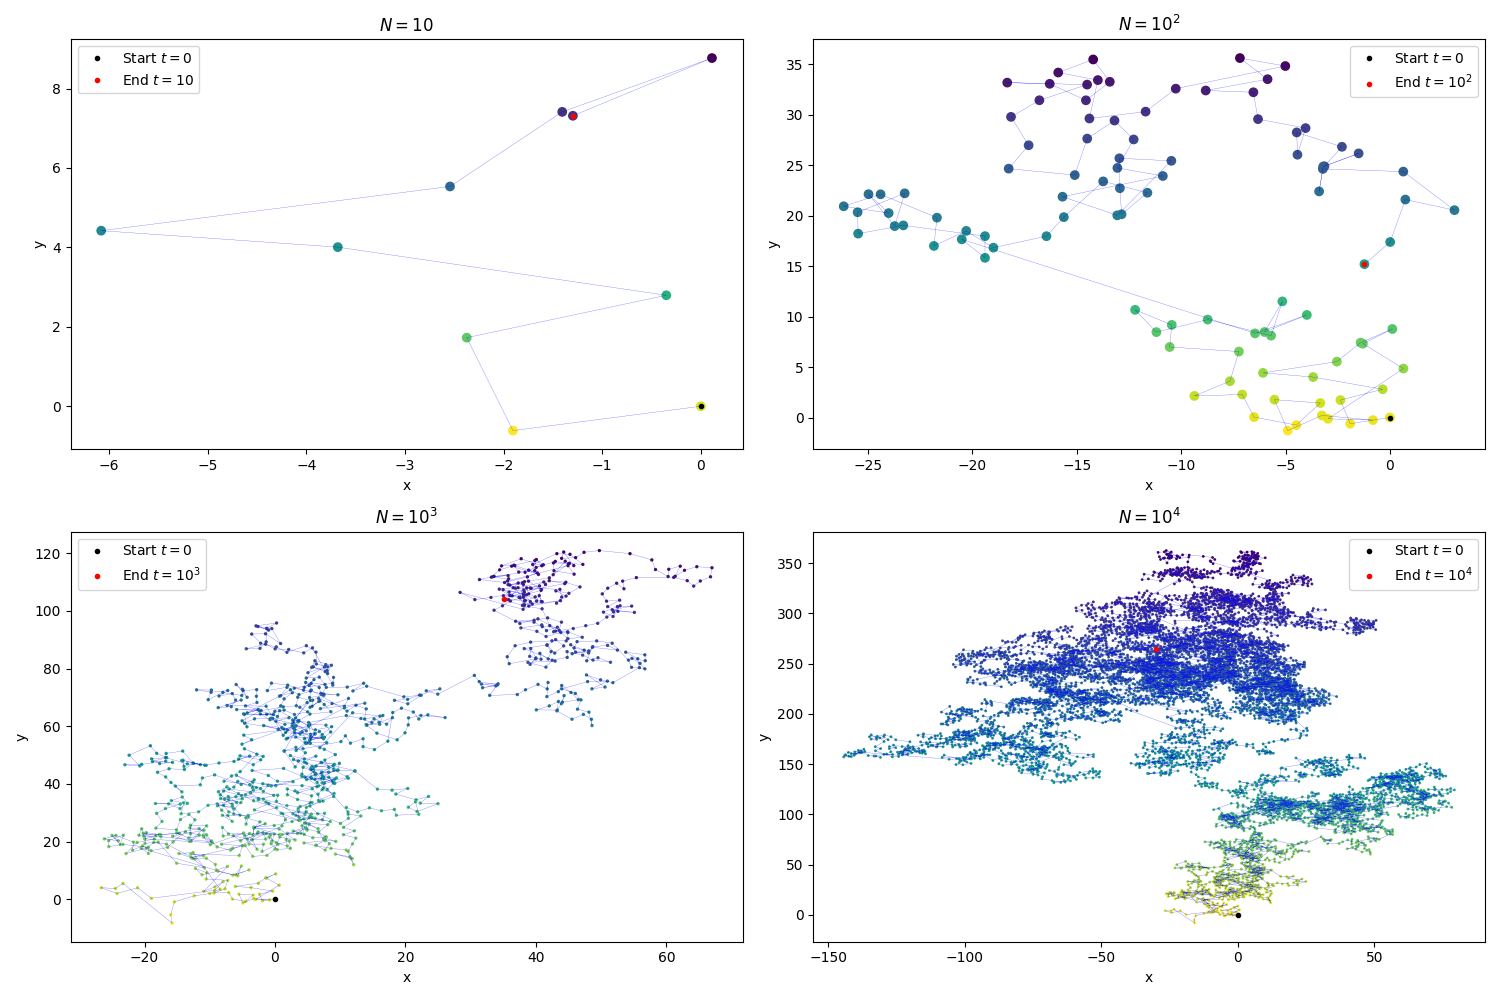 N = 10
Start t = 0
End t = 10
8
6
4
2
0
y
−6 −5 −4 −3 −2 −1 0
x
N = 10²
Start t = 0
End t = 10²
35
30
25
20
15
10
5
0
y
−25 −20 −15 −10 −5 0
x
N = 10³
Start t = 0
End t = 10³
120
100
80
60
40
20
0
y
−20 0 20 40 60
x
N = 10⁴
Start t = 0
End t = 10⁴
350
300
250
200
150
100
50
0
y
−150 −100 −50 0 50
x